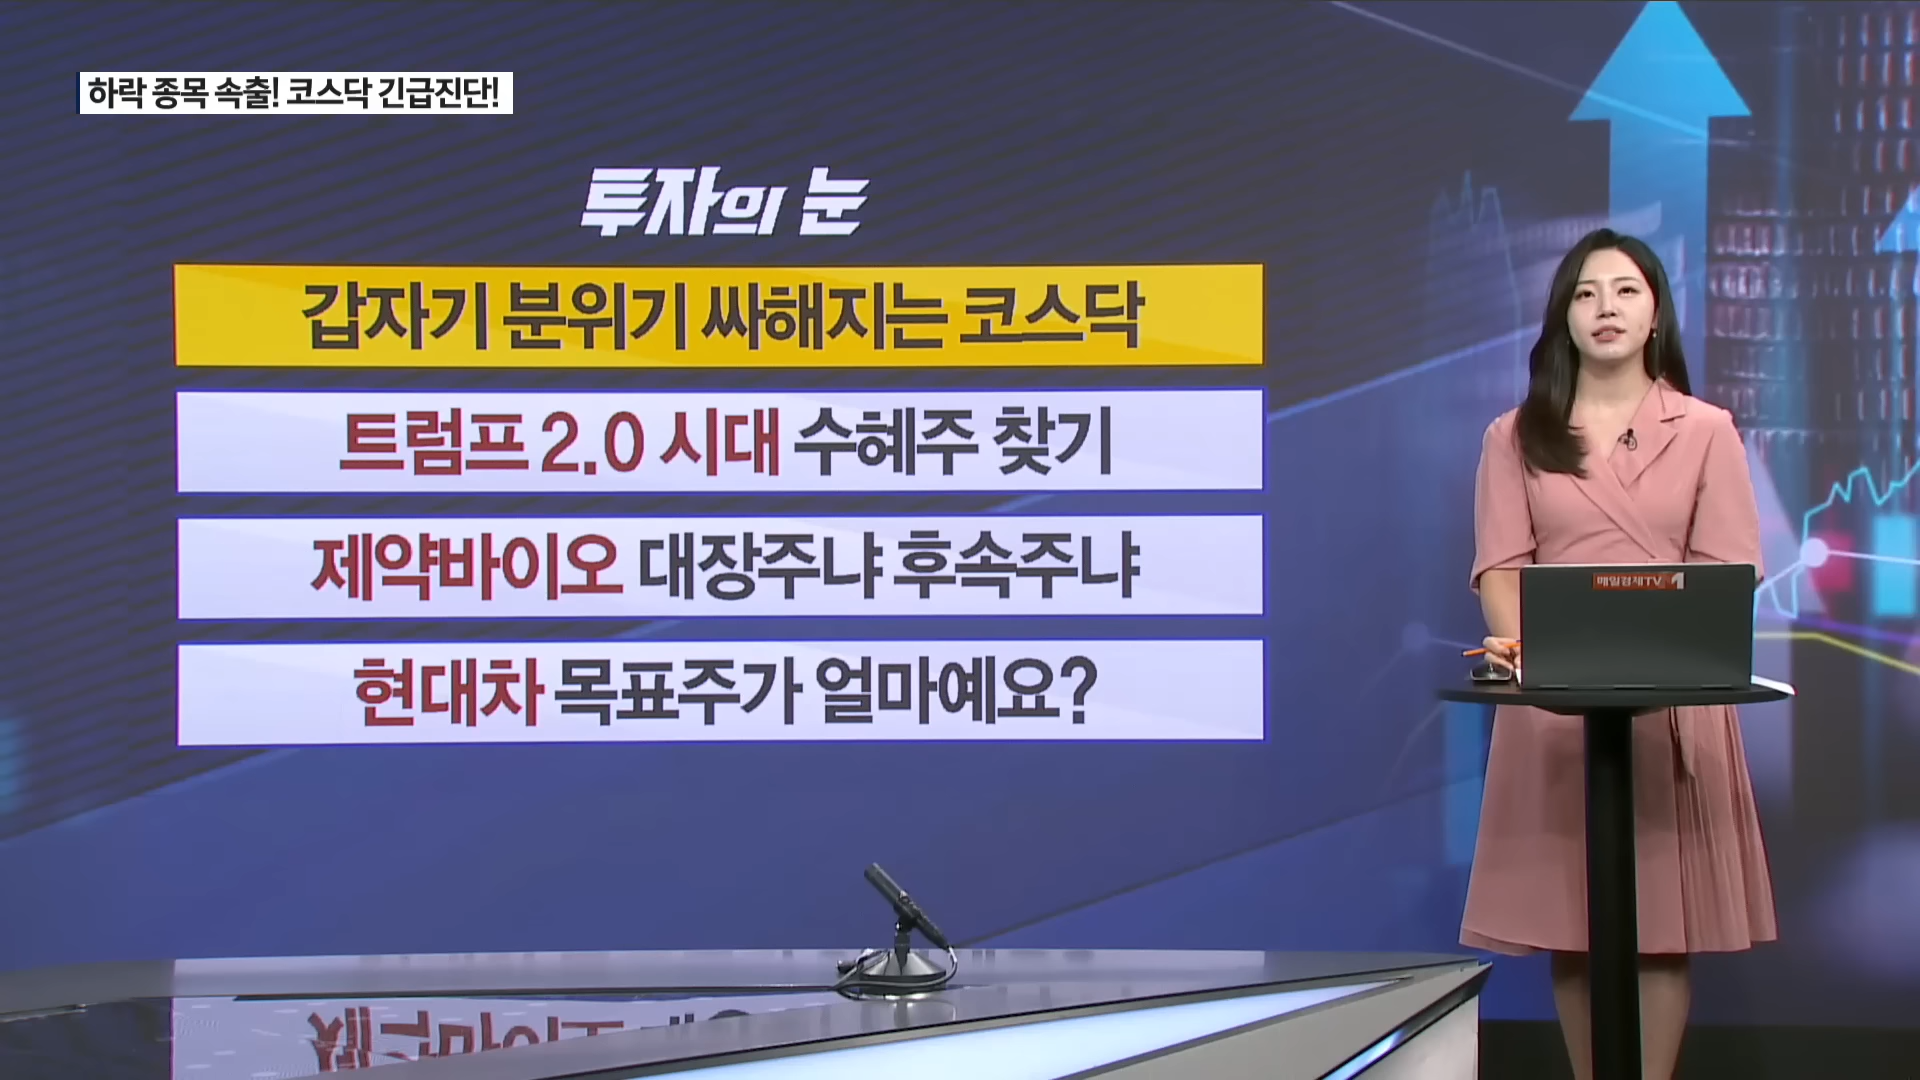 하락 종목 속출! 코스닥 긴급진단!
투자의 눈
갑자기 분위기 싸해지는 코스닥
트럼프 2.0 시대 수혜주 찾기
제약바이오 대장주냐 후속주냐
현대차 목표주가 얼마예요?
매일경제TV